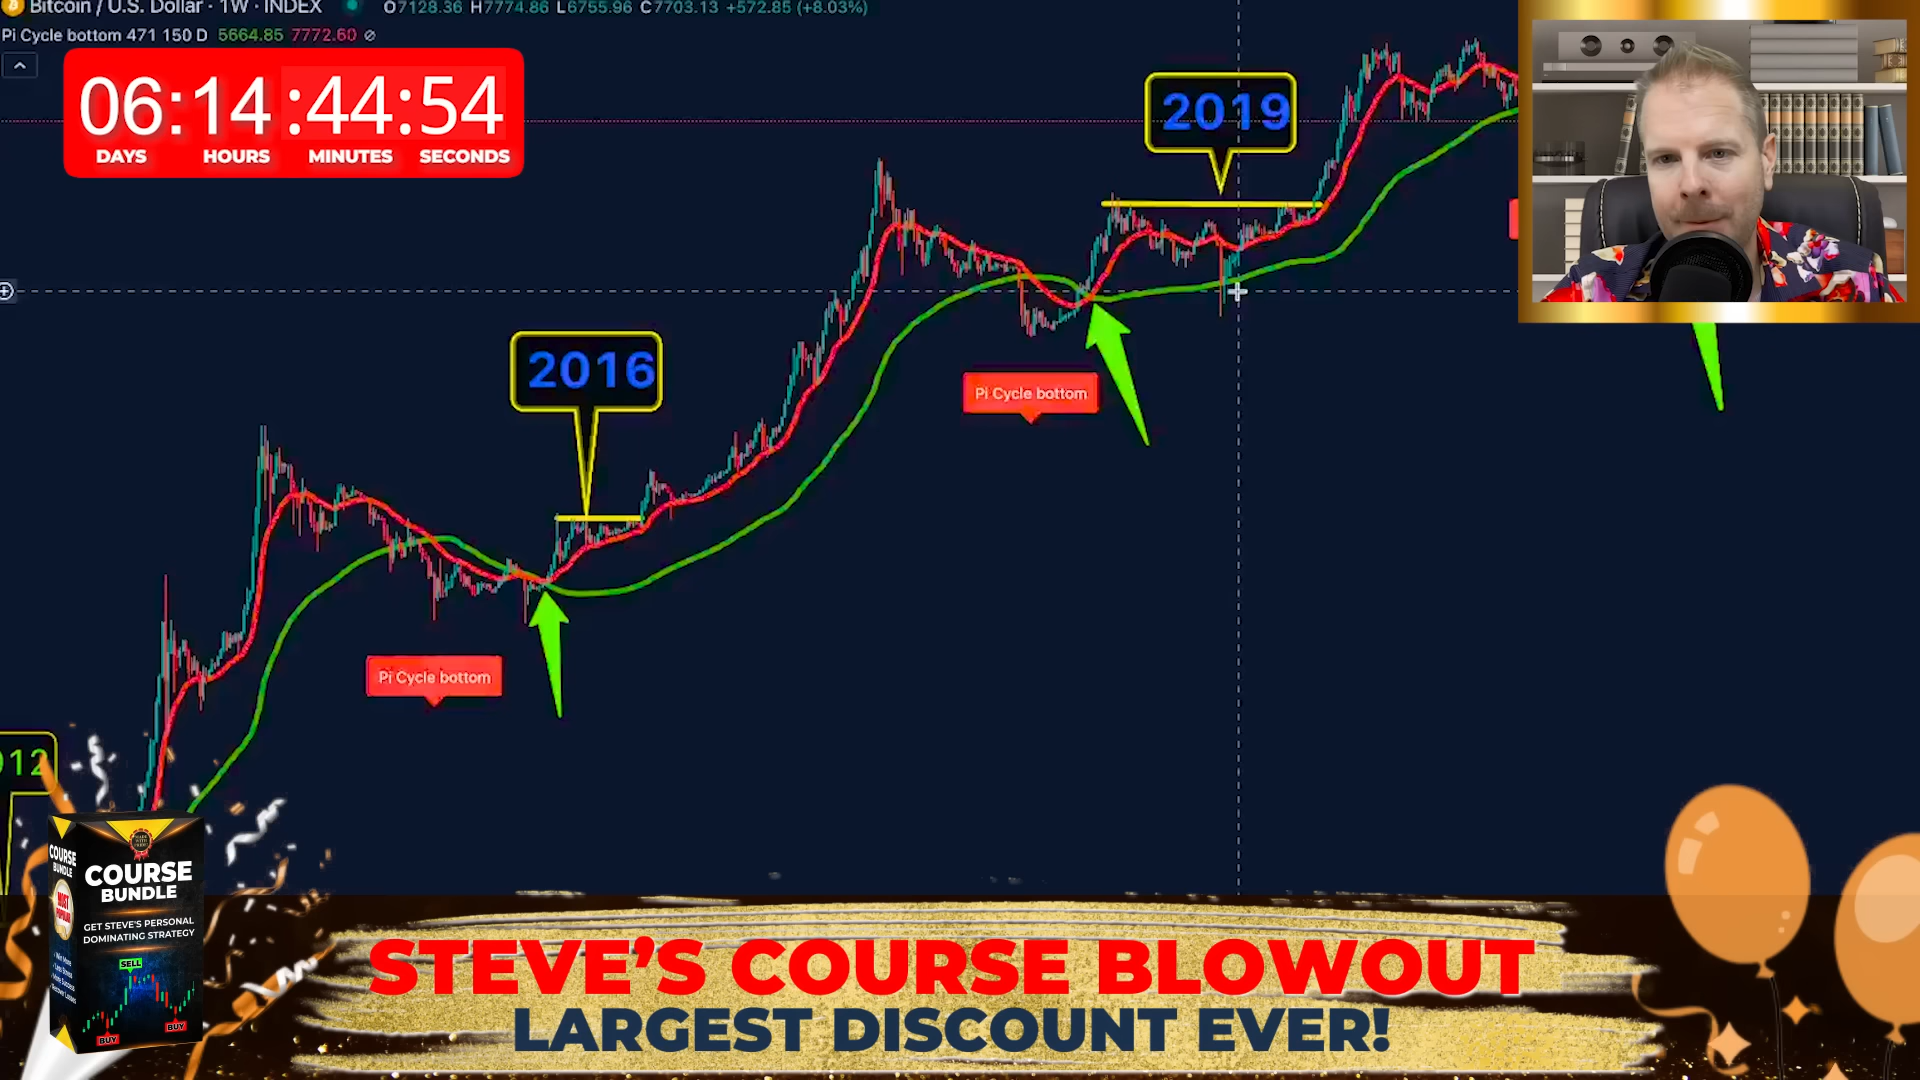 Bitcoin / U.S. Dollar · 1W · INDEX
O7128.36 H7774.86 L6755.96 C7703.13 +572.85 (+8.03%)
Pi Cycle bottom 471 150 D 5664.85 7772.60 ∅
06:14:44:54
DAYS HOURS MINUTES SECONDS
2019
2016
Pi Cycle bottom
Pi Cycle bottom
012
COURSE
BUNDLE
COURSE
BUNDLE
GET STEVE'S PERSONAL
DOMINATING STRATEGY
SELL
BUY
BUY
STEVE'S COURSE BLOWOUT
LARGEST DISCOUNT EVER!